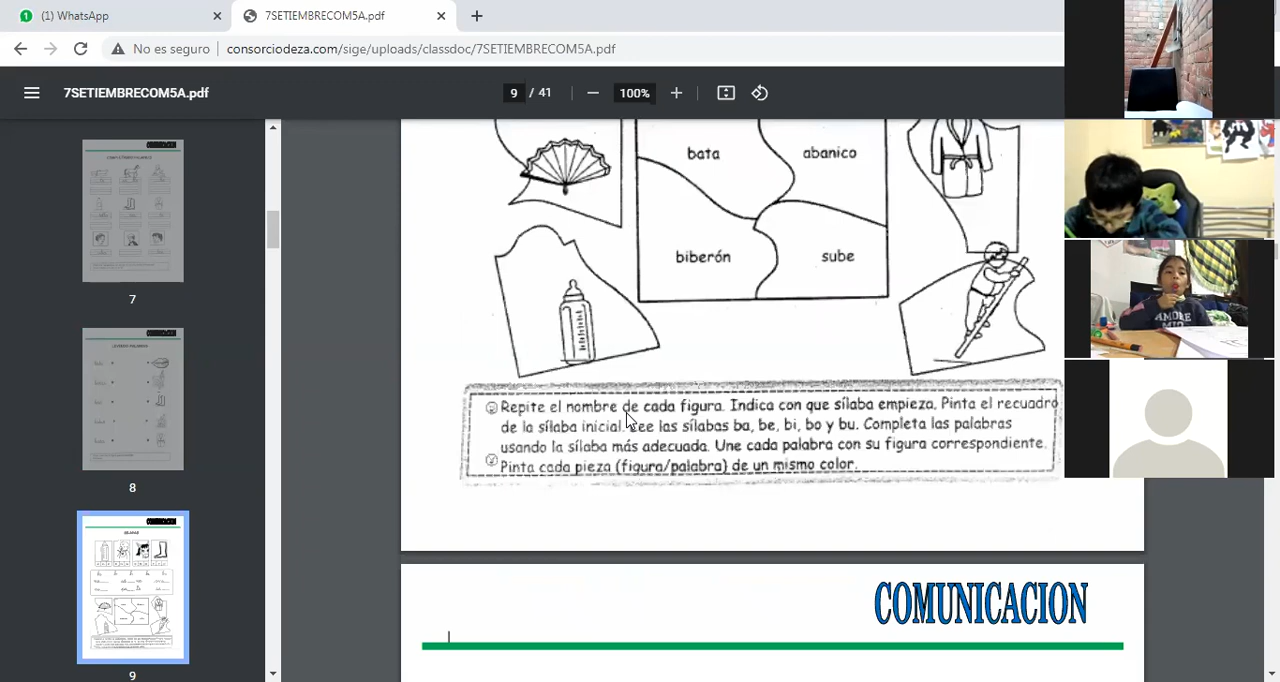 (1) WhatsApp
7SETIEMBRECOM5A.pdf
No es seguro
consorciodeza.com/sige/uploads/classdoc/7SETIEMBRECOM5A.pdf
7SETIEMBRECOM5A.pdf
9 / 41
100%
7
8
9
bata
abanico
biberón
sube
Repite el nombre de cada figura. Indica con que sílaba empieza. Pinta el recuadro
de la sílaba inicial. Lee las sílabas ba, be, bi, bo y bu. Completa las palabras
usando la sílaba más adecuada. Une cada palabra con su figura correspondiente.
Pinta cada pieza (figura/palabra) de un mismo color.
COMUNICACION
AMORE
MIO